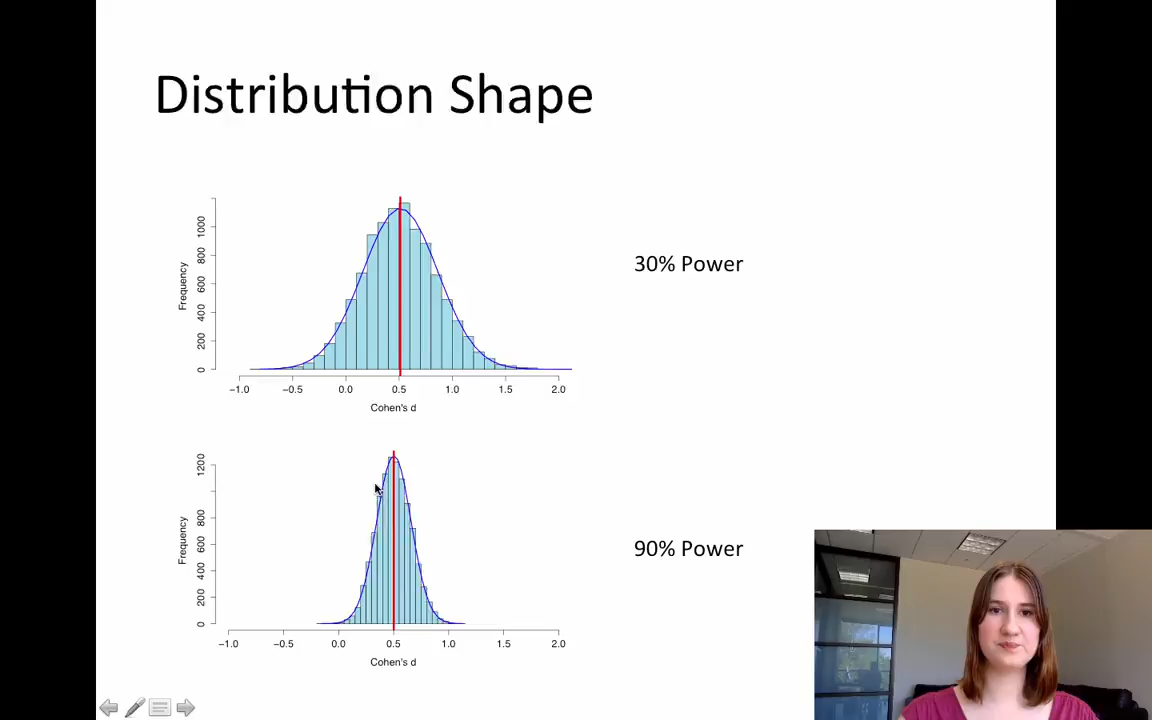 Distribution Shape
Frequency
0 200 400 600 800 1000
−1.0 −0.5 0.0 0.5 1.0 1.5 2.0
Cohen's d
30% Power
Frequency
0 200 400 600 800 1200
−1.0 −0.5 0.0 0.5 1.0 1.5 2.0
Cohen's d
90% Power